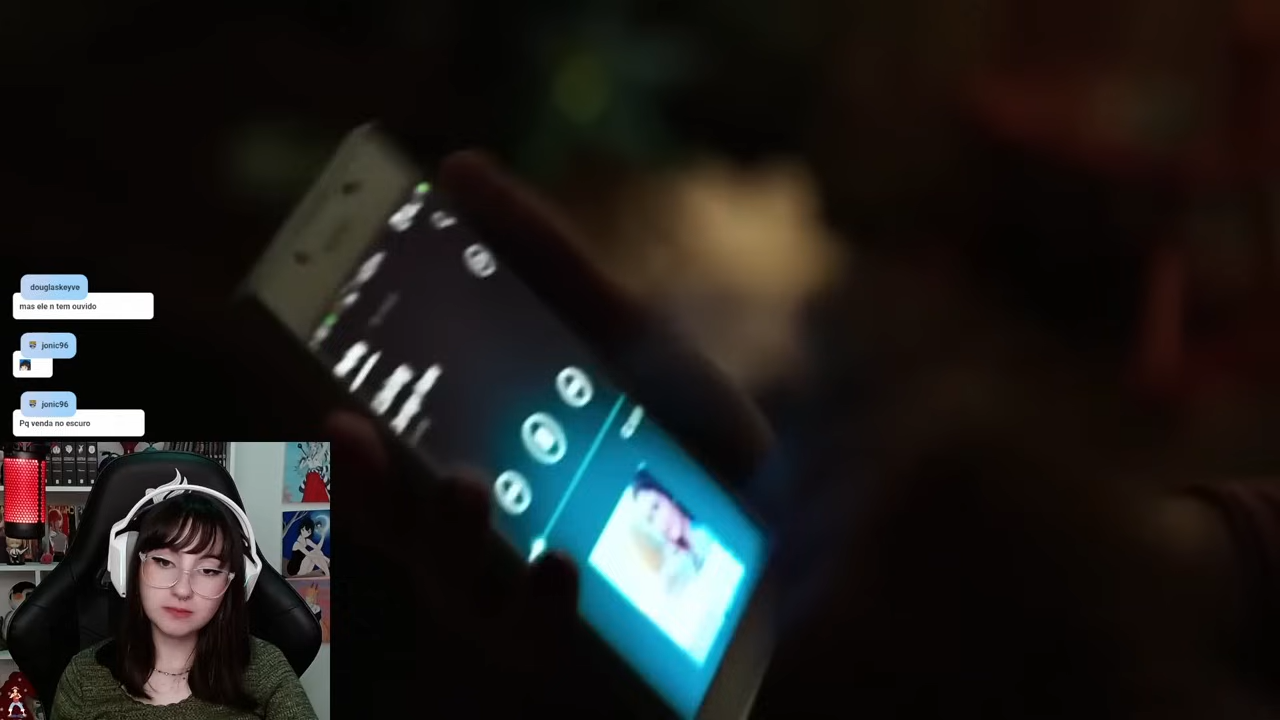 douglaskeyve
mas ele n tem ouvido
jonic96
jonic96
Pq venda no escuro